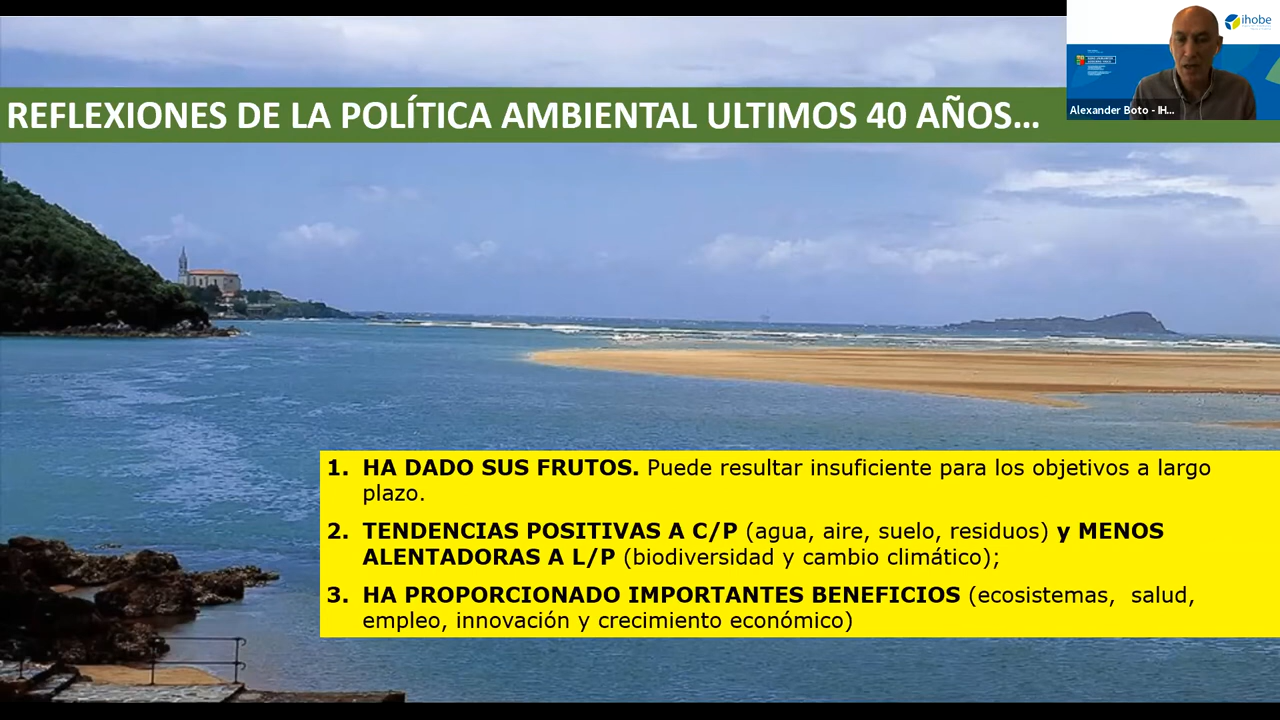 ihobe
REFLEXIONES DE LA POLÍTICA AMBIENTAL ULTIMOS 40 AÑOS...
Alexander Boto - IH...
1. HA DADO SUS FRUTOS. Puede resultar insuficiente para los objetivos a largo
plazo.
2. TENDENCIAS POSITIVAS A C/P (agua, aire, suelo, residuos) y MENOS
ALENTADORAS A L/P (biodiversidad y cambio climático);
3. HA PROPORCIONADO IMPORTANTES BENEFICIOS (ecosistemas, salud,
empleo, innovación y crecimiento económico)